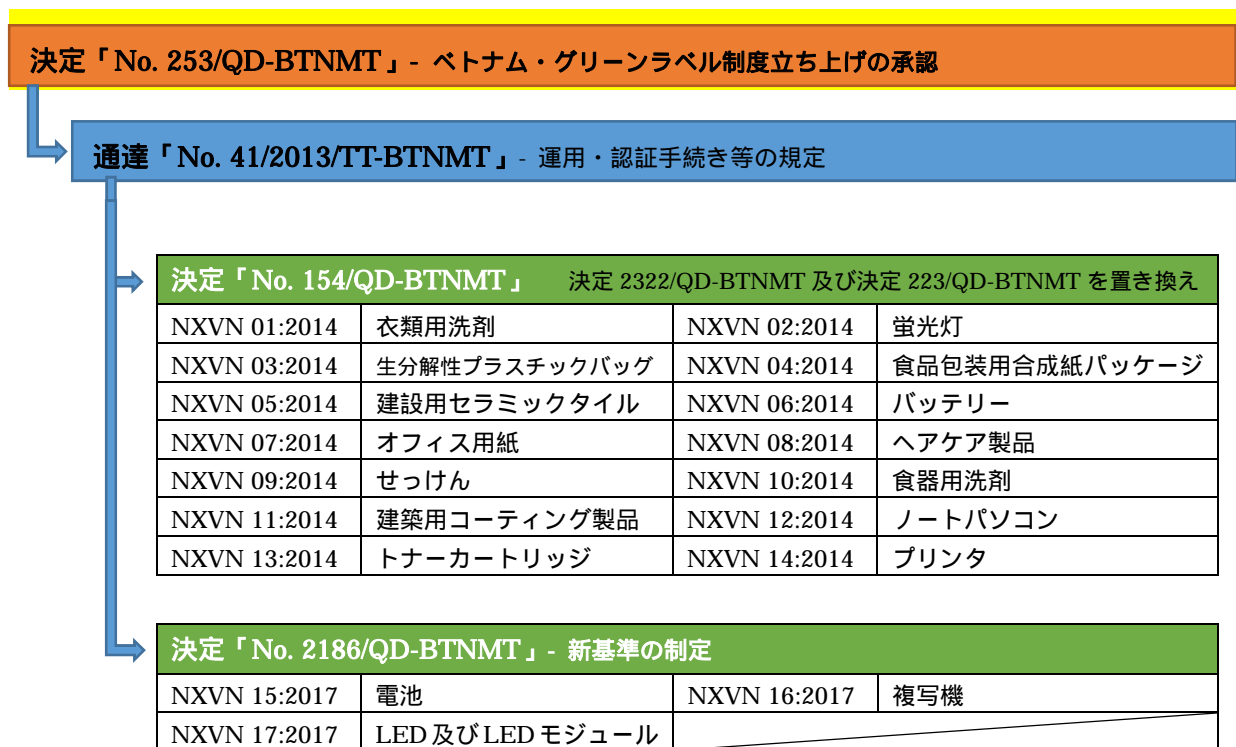 決定「No. 253/QD-BTNMT」- ベトナム・グリーンラベル制度立ち上げの承認
通達「No. 41/2013/TT-BTNMT」- 運用・認証手続き等の規定
決定「No. 154/QD-BTNMT」 決定 2322/QD-BTNMT 及び決定 223/QD-BTNMT を置き換え
NXVN 01:2014 衣類用洗剤 NXVN 02:2014 蛍光灯
NXVN 03:2014 生分解性プラスチックバッグ NXVN 04:2014 食品包装用合成紙パッケージ
NXVN 05:2014 建設用セラミックタイル NXVN 06:2014 バッテリー
NXVN 07:2014 オフィス用紙 NXVN 08:2014 ヘアケア製品
NXVN 09:2014 せっけん NXVN 10:2014 食器用洗剤
NXVN 11:2014 建築用コーティング製品 NXVN 12:2014 ノートパソコン
NXVN 13:2014 トナーカートリッジ NXVN 14:2014 プリンタ
決定「No. 2186/QD-BTNMT」- 新基準の制定
NXVN 15:2017 電池 NXVN 16:2017 複写機
NXVN 17:2017 LED 及び LED モジュール